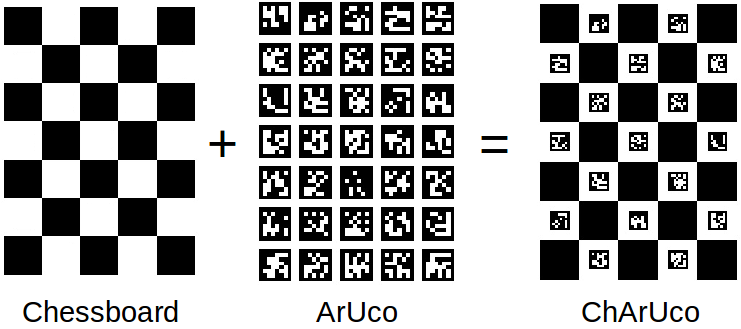 +
=
Chessboard
ArUco
ChArUco